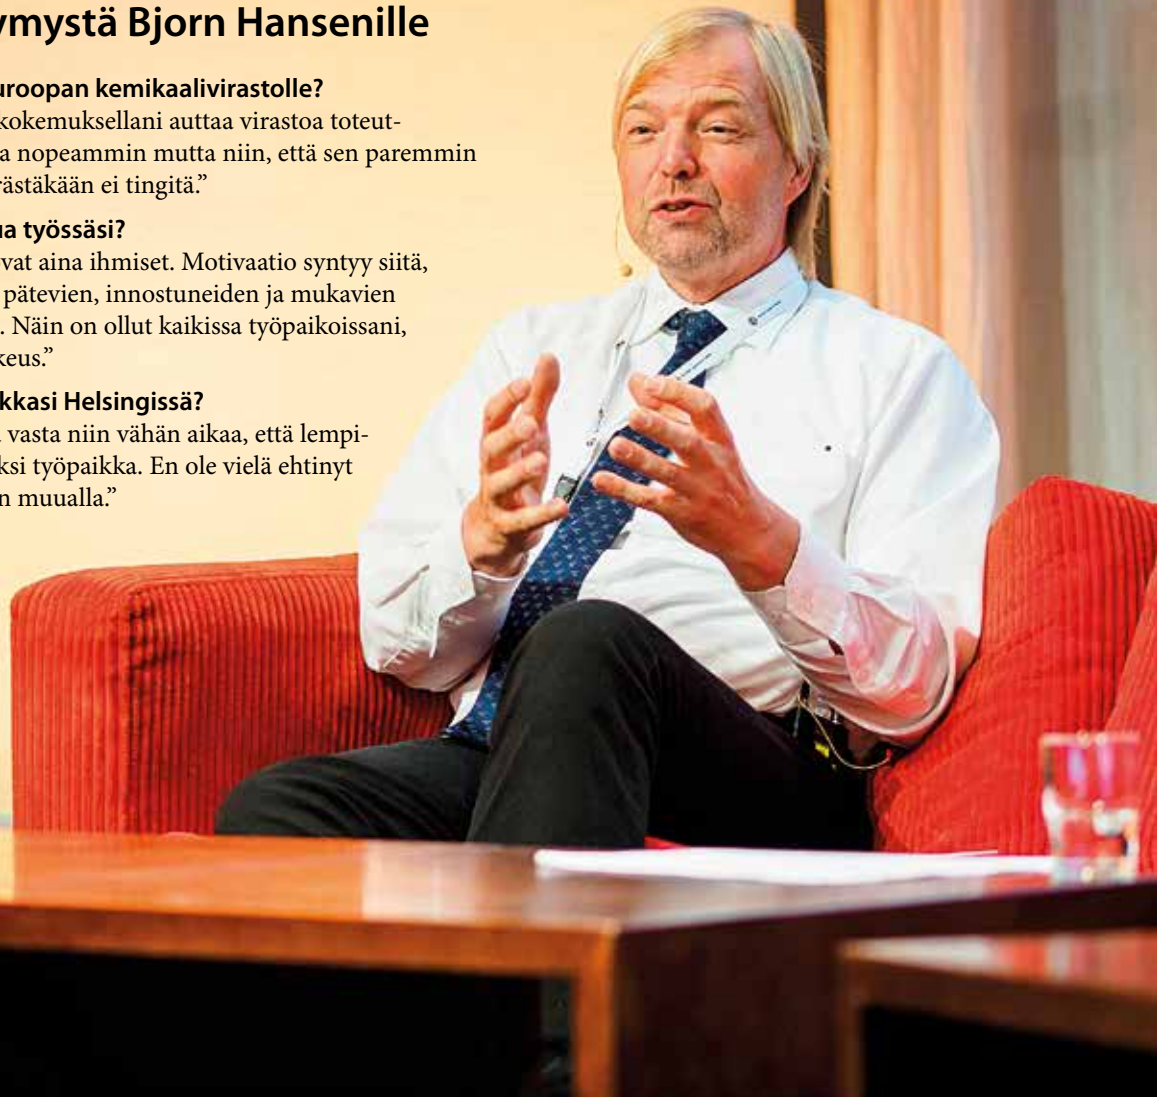 ymystä Bjorn Hansenille
uroopan kemikaalivirastolle?
kokemuksellani auttaa virastoa toteut-
a nopeammin mutta niin, että sen paremmin
rästäkään ei tingitä.”
ua työssäsi?
vat aina ihmiset. Motivaatio syntyy siitä,
pätevien, innostuneiden ja mukavien
. Näin on ollut kaikissa työpaikoissani,
keus.”
kkasi Helsingissä?
vasta niin vähän aikaa, että lempi-
ksi työpaikka. En ole vielä ehtinyt
n muualla.”